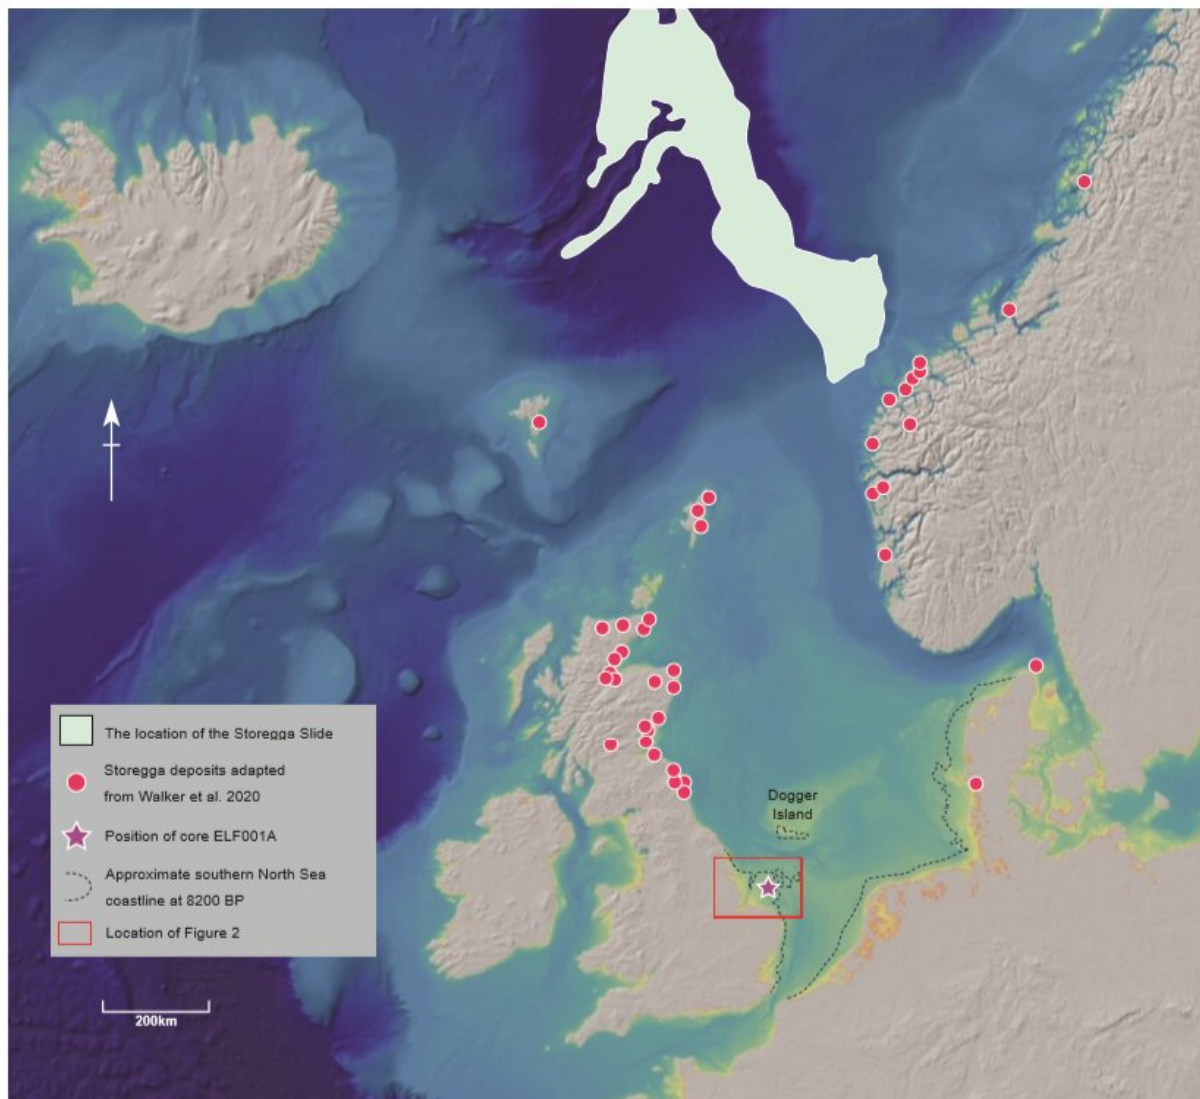 Dogger
Island
The location of the Storegga Slide
Storegga deposits adapted
from Walker et al. 2020
Position of core ELF001A
Approximate southern North Sea
coastline at 8200 BP
Location of Figure 2
200km